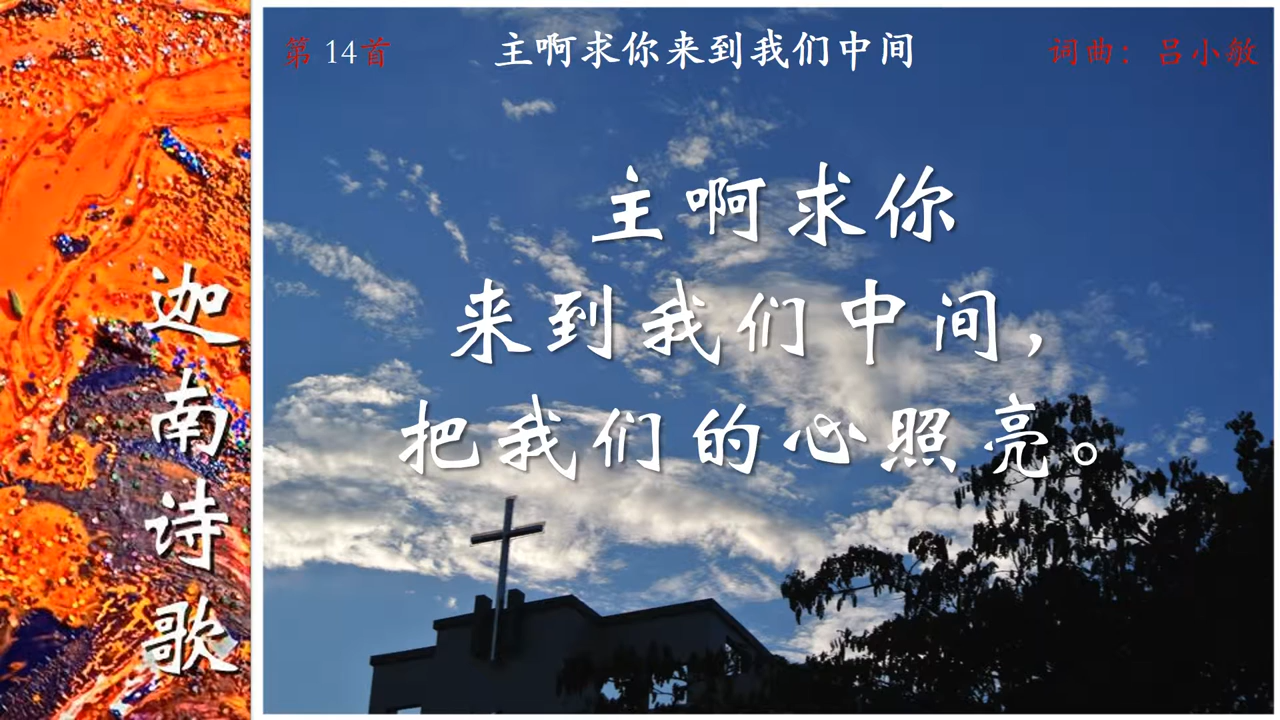 第 14首
主啊求你来到我们中间
词曲：吕小敏
主啊求你
来到我们中间，
把我们的心照亮。
迦南诗歌